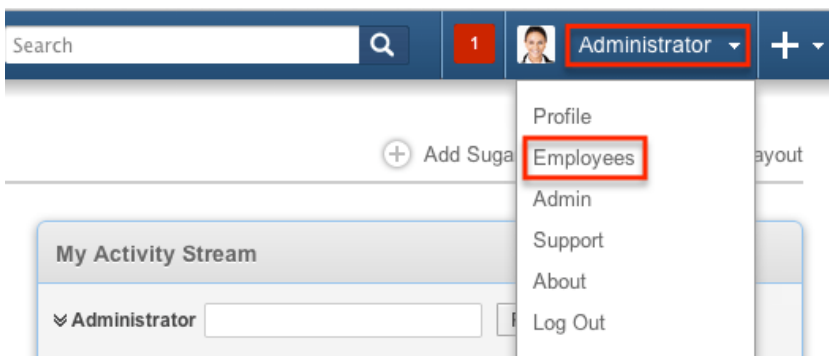 Search
1
Administrator
Profile
Add Suga
Employees
ayout
Admin
My Activity Stream
Support
About
Administrator
Log Out